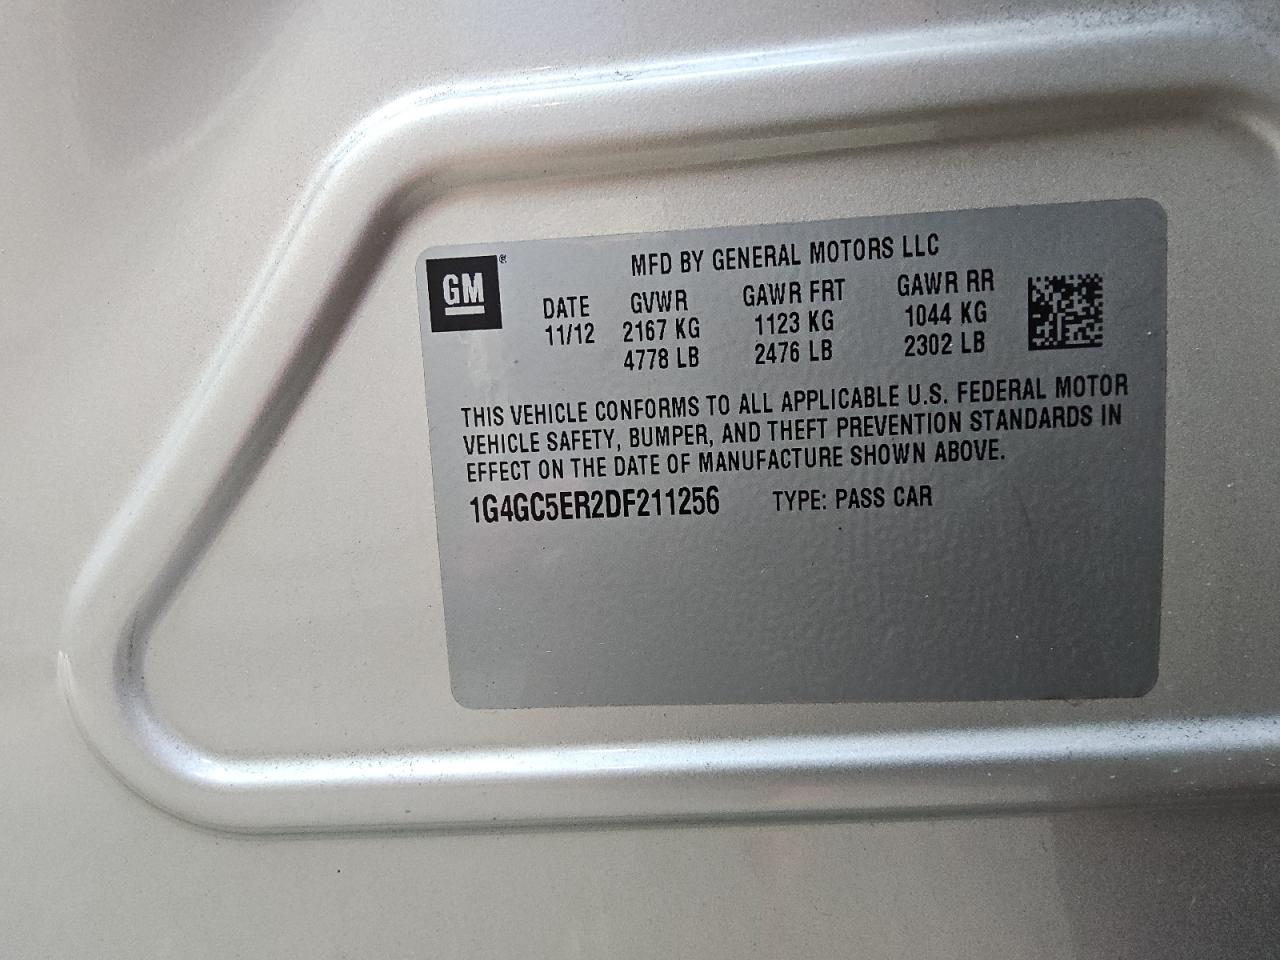 GM®
MFD BY GENERAL MOTORS LLC
DATE GVWR GAWR FRT GAWR RR
11/12 2167 KG 1123 KG 1044 KG
4778 LB 2476 LB 2302 LB
THIS VEHICLE CONFORMS TO ALL APPLICABLE U.S. FEDERAL MOTOR
VEHICLE SAFETY, BUMPER, AND THEFT PREVENTION STANDARDS IN
EFFECT ON THE DATE OF MANUFACTURE SHOWN ABOVE.
1G4GC5ER2DF211256 TYPE: PASS CAR